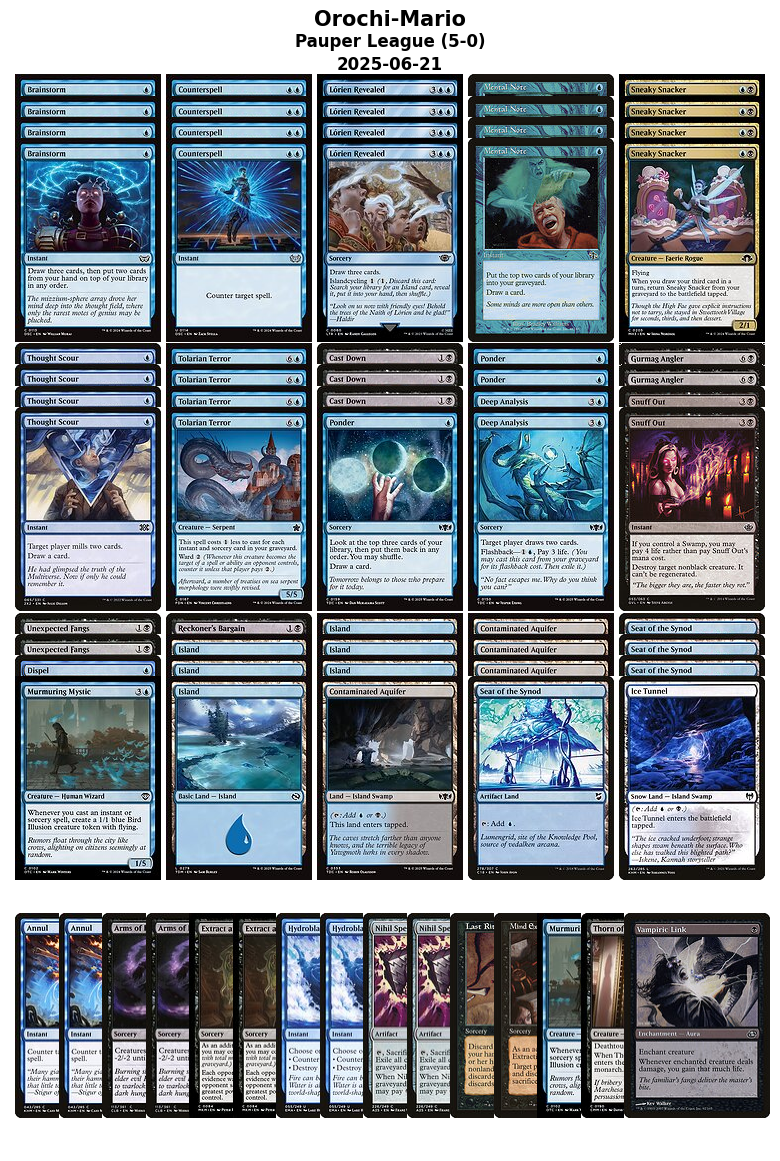 Orochi-Mario
Pauper League (5-0)
2025-06-21
Brainstorm
Brainstorm
Brainstorm
Brainstorm
Instant
Draw three cards, then put two cards
from your hand on top of your library
in any order.
The mizzium-sphere array drove her
mind deep into the thought field, where
only the rarest motes of genius may be
plucked.
Counterspell
Counterspell
Counterspell
Counterspell
Instant
Counter target spell.
Lórien Revealed
Lórien Revealed
Lórien Revealed
Lórien Revealed
Sorcery
Draw three cards.
Islandcycling 1 (1, Discard this card:
Search your library for an Island card, reveal
it, put it into your hand, then shuffle.)
"Look on us now with friendly eyes! Behold
the trees of the Naith of Lórien and be glad!"
—Haldir
Mental Note
Mental Note
Mental Note
Mental Note
Instant
Put the top two cards of your library
into your graveyard.
Draw a card.
Some minds are more open than others.
Sneaky Snacker
Sneaky Snacker
Sneaky Snacker
Sneaky Snacker
Creature — Faerie Rogue
Flying
When you draw your third card in a
turn, return Sneaky Snacker from your
graveyard to the battlefield tapped.
Though the High Fae gave explicit instructions
not to tarry, she stayed in Sweettooth Village
for seconds, thirds, and then dessert.
2/1
Thought Scour
Thought Scour
Thought Scour
Thought Scour
Instant
Target player mills two cards.
Draw a card.
He had glimpsed the truth of the
Multiverse. Now if only he could
remember it.
Tolarian Terror
Tolarian Terror
Tolarian Terror
Tolarian Terror
Creature — Serpent
This spell costs 1 less to cast for each
instant and sorcery card in your graveyard.
Ward 2 (Whenever this creature becomes the
target of a spell or ability an opponent controls,
counter it unless that player pays 2.)
Afterward, a number of treatises on sea serpent
morphology were swiftly revised.
5/5
Cast Down
Cast Down
Cast Down
Ponder
Sorcery
Look at the top three cards of your
library, then put them back in any
order. You may shuffle.
Draw a card.
Tomorrow belongs to those who prepare
for it today.
Ponder
Ponder
Deep Analysis
Deep Analysis
Sorcery
Target player draws two cards.
Flashback—1, Pay 3 life. (You
may cast this card from your graveyard
for its flashback cost. Then exile it.)
"No fact escapes me. Why do you think
you can?"
Gurmag Angler
Gurmag Angler
Snuff Out
Snuff Out
Instant
If you control a Swamp, you may
pay 4 life rather than pay Snuff Out's
mana cost.
Destroy target nonblack creature. It
can't be regenerated.
"The bigger they are, the faster they rot."
Unexpected Fangs
Unexpected Fangs
Dispel
Murmuring Mystic
Creature — Human Wizard
Whenever you cast an instant or
sorcery spell, create a 1/1 blue Bird
Illusion creature token with flying.
Rumors float through the city like
crows, alighting on citizens seemingly at
random.
1/5
Reckoner's Bargain
Island
Island
Island
Basic Land — Island
Island
Island
Island
Contaminated Aquifer
Land — Island Swamp
(: Add or .)
This land enters tapped.
The caves stretch farther than anyone
knows, and the terrible legacy of
Yawgmoth lurks in every shadow.
Contaminated Aquifer
Contaminated Aquifer
Contaminated Aquifer
Seat of the Synod
Artifact Land
: Add .
Lumengrid, site of the Knowledge Pool,
source of vedalken arcana.
Seat of the Synod
Seat of the Synod
Seat of the Synod
Ice Tunnel
Snow Land — Island Swamp
(: Add or .)
Ice Tunnel enters the battlefield
tapped.
"The ice cracked underfoot; strange
shapes swam beneath the surface. Who
else has walked this blighted path?"
—Iskene, Kannah storyteller
Annul
Annul
Arms of
Arms of
Extract a
Extract a
Hydrobla
Hydrobla
Nihil Spe
Nihil Spe
Last Rit
Mind Ex
Murmuri
Thorn of
Vampiric Link
Enchantment — Aura
Enchant creature
Whenever enchanted creature deals
damage, you gain that much life.
The familiar's fangs deliver the master's
kiss.